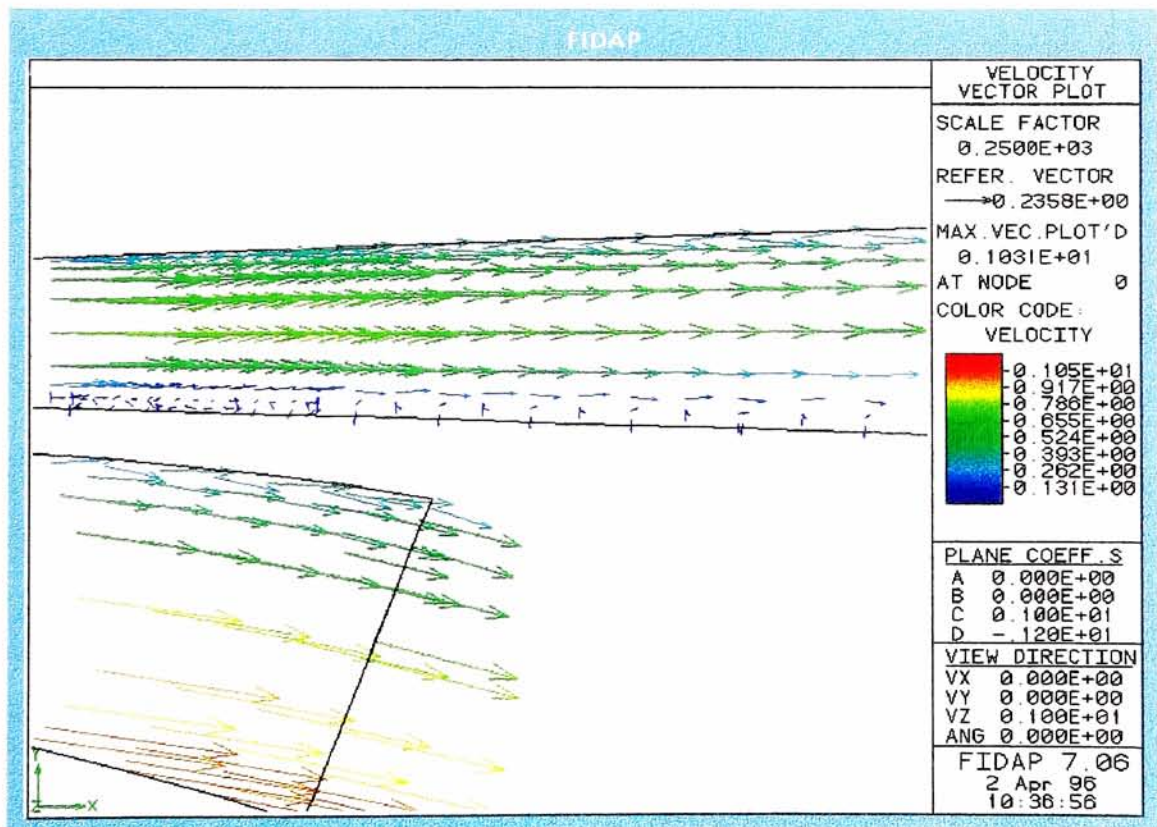 FIDAP
VELOCITY
VECTOR PLOT
SCALE FACTOR
0.2500E+03
REFER. VECTOR
0.2358E+00
MAX.VEC.PLOT'D
0.1031E+01
AT NODE 0
COLOR CODE:
VELOCITY
0.105E+01
0.917E+00
0.786E+00
0.655E+00
0.524E+00
0.393E+00
0.262E+00
0.131E+00
PLANE COEFF.S
A 0.000E+00
B 0.000E+00
C 0.100E+01
D -.120E+01
VIEW DIRECTION
VX 0.000E+00
VY 0.000E+00
VZ 0.100E+01
ANG 0.000E+00
FIDAP 7.06
2 Apr 96
10:36:56
Y
Z X